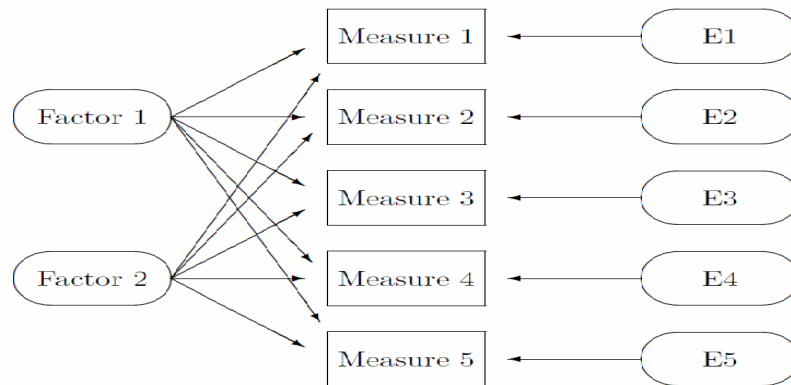 Measure 1
E1
Factor 1
Measure 2
E2
Measure 3
E3
Factor 2
Measure 4
E4
Measure 5
E5